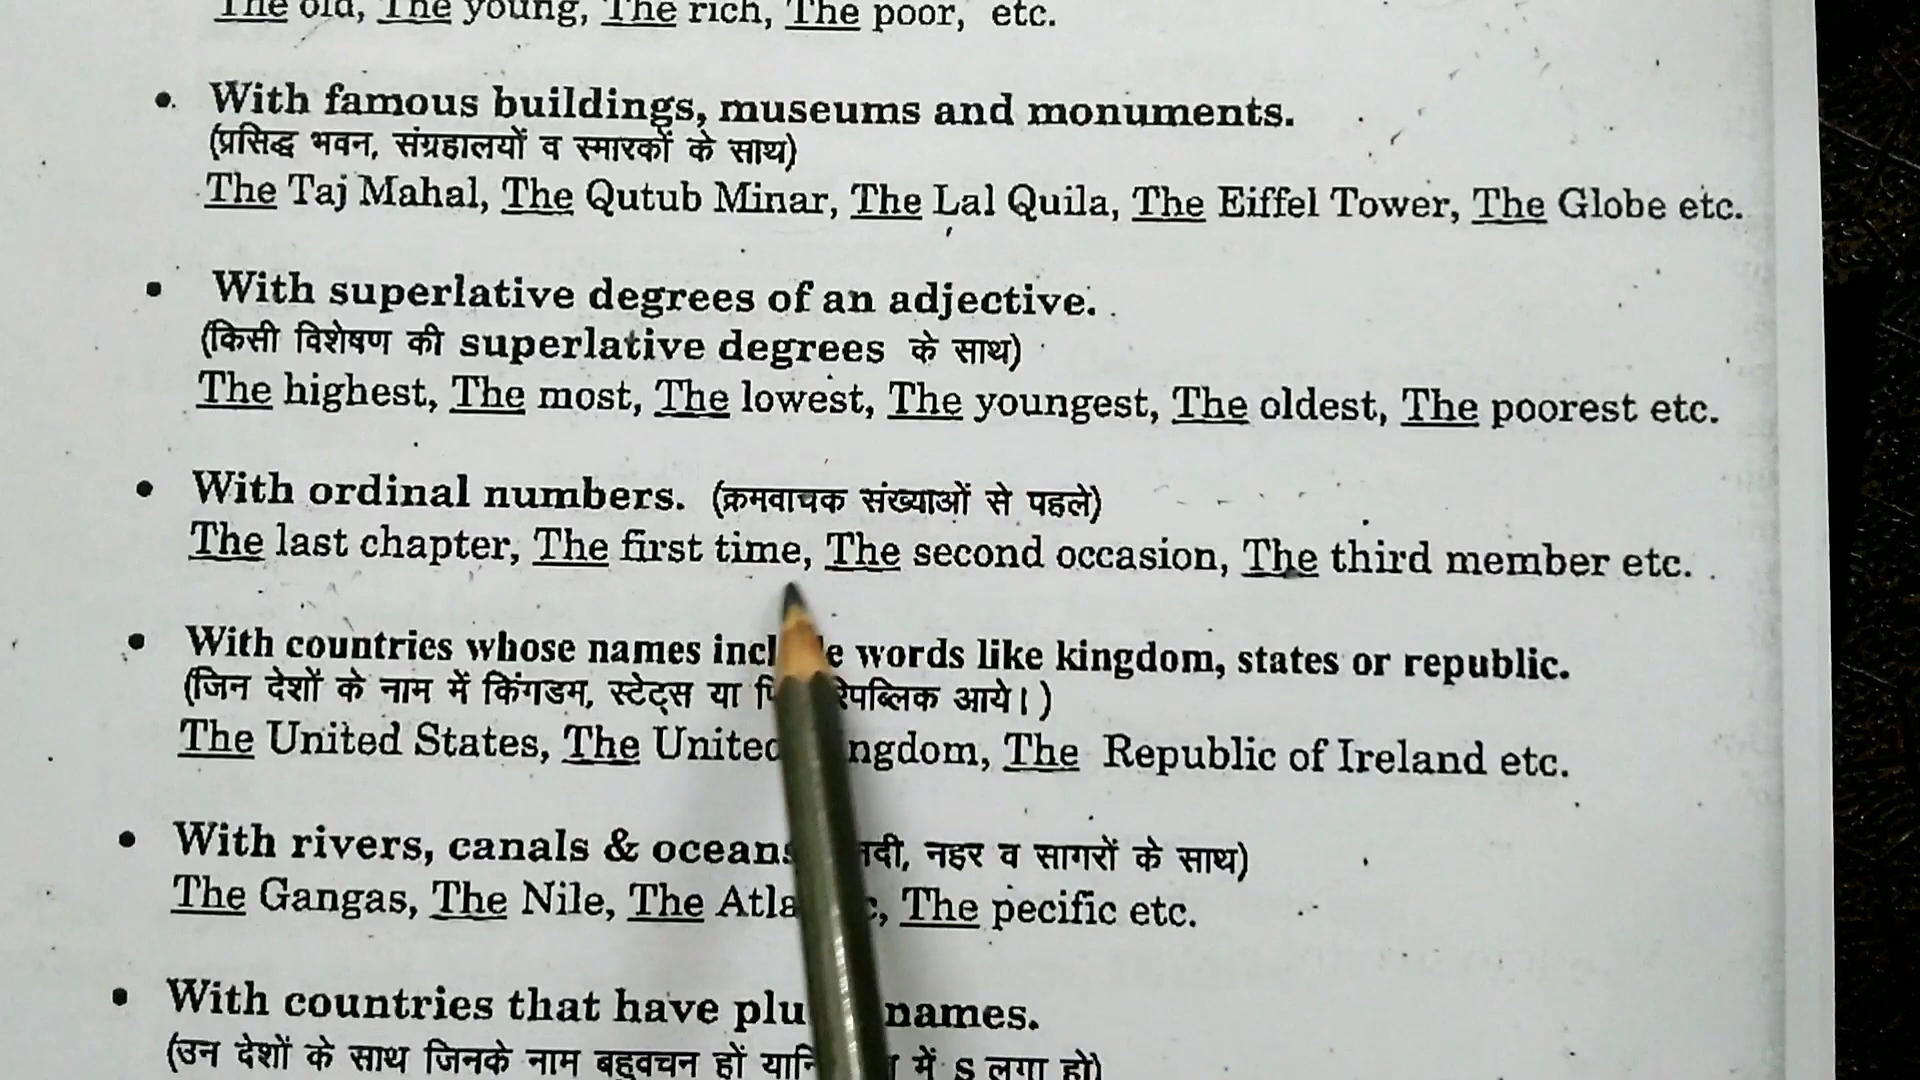 The old, The young, The rich, The poor, etc.
• With famous buildings, museums and monuments.
(प्रसिद्ध भवन, संग्रहालयों व स्मारकों के साथ)
The Taj Mahal, The Qutub Minar, The Lal Quila, The Eiffel Tower, The Globe etc.
• With superlative degrees of an adjective.
(किसी विशेषण की superlative degrees के साथ)
The highest, The most, The lowest, The youngest, The oldest, The poorest etc.
• With ordinal numbers. (क्रमवाचक संख्याओं से पहले)
The last chapter, The first time, The second occasion, The third member etc.
• With countries whose names words like kingdom, states or republic.
(जिन देशों के नाम में किंगडम, स्टेट्स या आये।)
The United States, The The Republic of Ireland etc.
• With rivers, canals & oceans नदी, नहर व सागरों के साथ)
The Gangas, The Nile, The The pecific etc.
• With countries that have names.
(उन देशों के साथ जिनके नाम बहुवचन हों में S लगा हो)